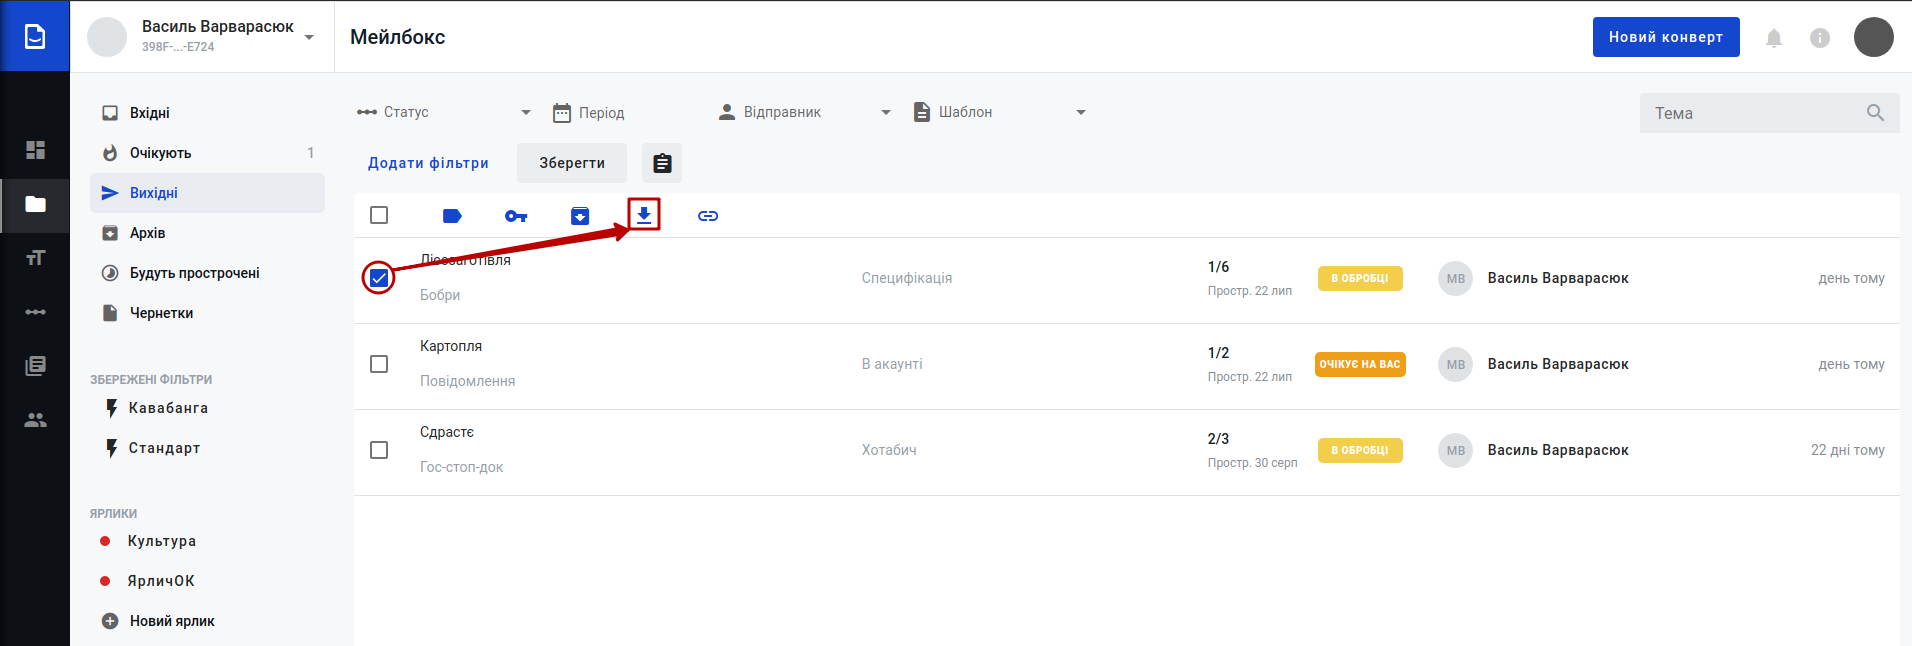 Василь Варварасюк
398F-...-E724
Мейлбокс
Новий конверт
Вхідні
Очікують 1
Вихідні
Архів
Будуть прострочені
Чернетки
ЗБЕРЕЖЕНІ ФІЛЬТРИ
Кавабанга
Стандарт
ЯРЛИКИ
Культура
ЯрличОК
Новий ярлик
Статус
Період
Відправник
Шаблон
Тема
Додати фільтри
Зберегти
Лісозаготівля
Бобри
Специфікація
1/6
Простр. 22 лип
В ОБРОБЦІ
МВ
Василь Варварасюк
день тому
Картопля
Повідомлення
В акаунті
1/2
Простр. 22 лип
ОЧІКУЄ НА ВАС
МВ
Василь Варварасюк
день тому
Сдрастє
Гос-стоп-док
Хотабич
2/3
Простр. 30 серп
В ОБРОБЦІ
МВ
Василь Варварасюк
22 дні тому